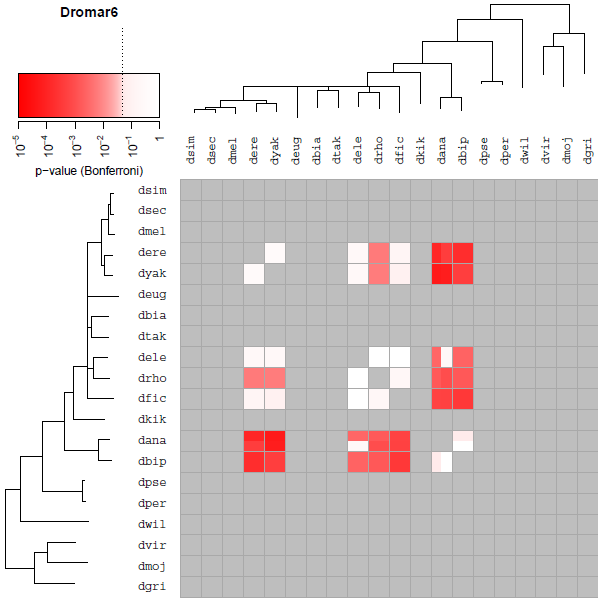 Dromar6
10^-5 10^-4 10^-3 10^-2 10^-1 1
p-value (Bonferroni)
dsim dsec dmel dere dyak deug dbia dtak dele drho dfic dkik dana dbip dpse dper dwil dvir dmoj dgri
dsim
dsec
dmel
dere
dyak
deug
dbia
dtak
dele
drho
dfic
dkik
dana
dbip
dpse
dper
dwil
dvir
dmoj
dgri